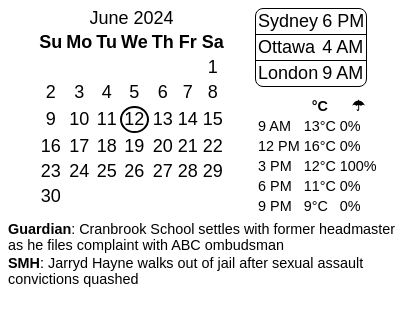 June 2024
Su Mo Tu We Th Fr Sa
1
2 3 4 5 6 7 8
9 10 11 12 13 14 15
16 17 18 19 20 21 22
23 24 25 26 27 28 29
30
Sydney 6 PM
Ottawa 4 AM
London 9 AM
°C ☂
9 AM 13°C 0%
12 PM 16°C 0%
3 PM 12°C 100%
6 PM 11°C 0%
9 PM 9°C 0%
Guardian: Cranbrook School settles with former headmaster
as he files complaint with ABC ombudsman
SMH: Jarryd Hayne walks out of jail after sexual assault
convictions quashed